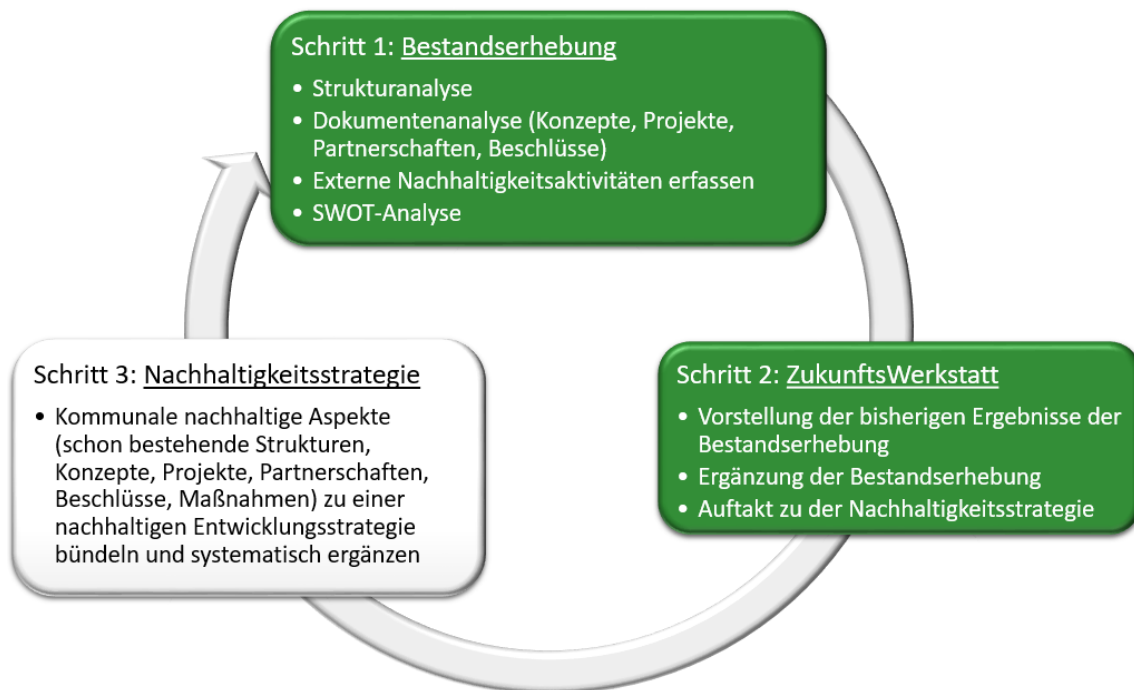 Schritt 1: Bestandserhebung
• Strukturanalyse
• Dokumentenanalyse (Konzepte, Projekte,
Partnerschaften, Beschlüsse)
• Externe Nachhaltigkeitsaktivitäten erfassen
• SWOT-Analyse
Schritt 2: ZukunftsWerkstatt
• Vorstellung der bisherigen Ergebnisse der
Bestandserhebung
• Ergänzung der Bestandserhebung
• Auftakt zu der Nachhaltigkeitsstrategie
Schritt 3: Nachhaltigkeitsstrategie
• Kommunale nachhaltige Aspekte
(schon bestehende Strukturen,
Konzepte, Projekte, Partnerschaften,
Beschlüsse, Maßnahmen) zu einer
nachhaltigen Entwicklungsstrategie
bündeln und systematisch ergänzen